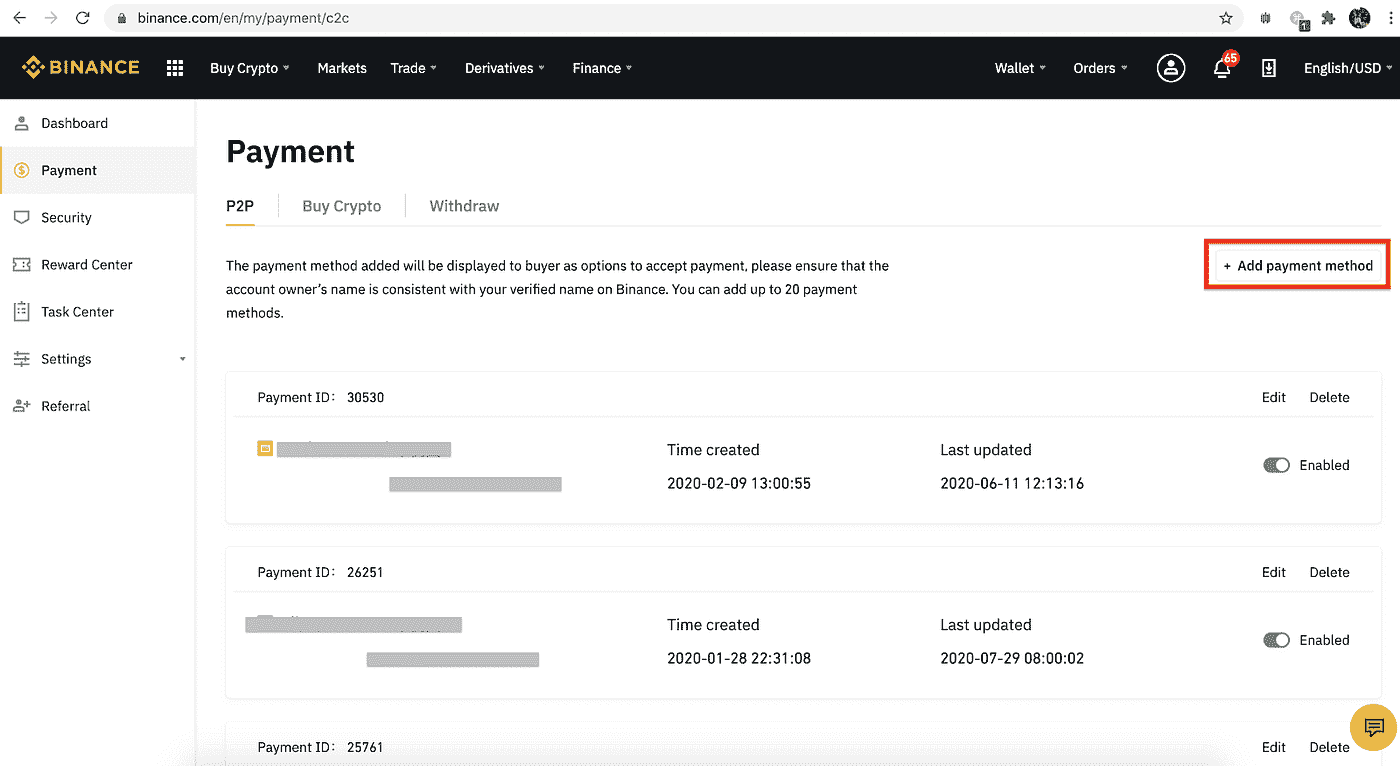 binance.com/en/my/payment/c2c
BINANCE
Buy Crypto
Markets
Trade
Derivatives
Finance
Wallet
Orders
65
English/USD
Dashboard
Payment
Security
Reward Center
Task Center
Settings
Referral
Payment
P2P
Buy Crypto
Withdraw
The payment method added will be displayed to buyer as options to accept payment, please ensure that the
account owner's name is consistent with your verified name on Binance. You can add up to 20 payment
methods.
+ Add payment method
Payment ID: 30530
Edit
Delete
Time created
Last updated
2020-02-09 13:00:55
2020-06-11 12:13:16
Enabled
Payment ID: 26251
Edit
Delete
Time created
Last updated
2020-01-28 22:31:08
2020-07-29 08:00:02
Enabled
Payment ID: 25761
Edit
Delete